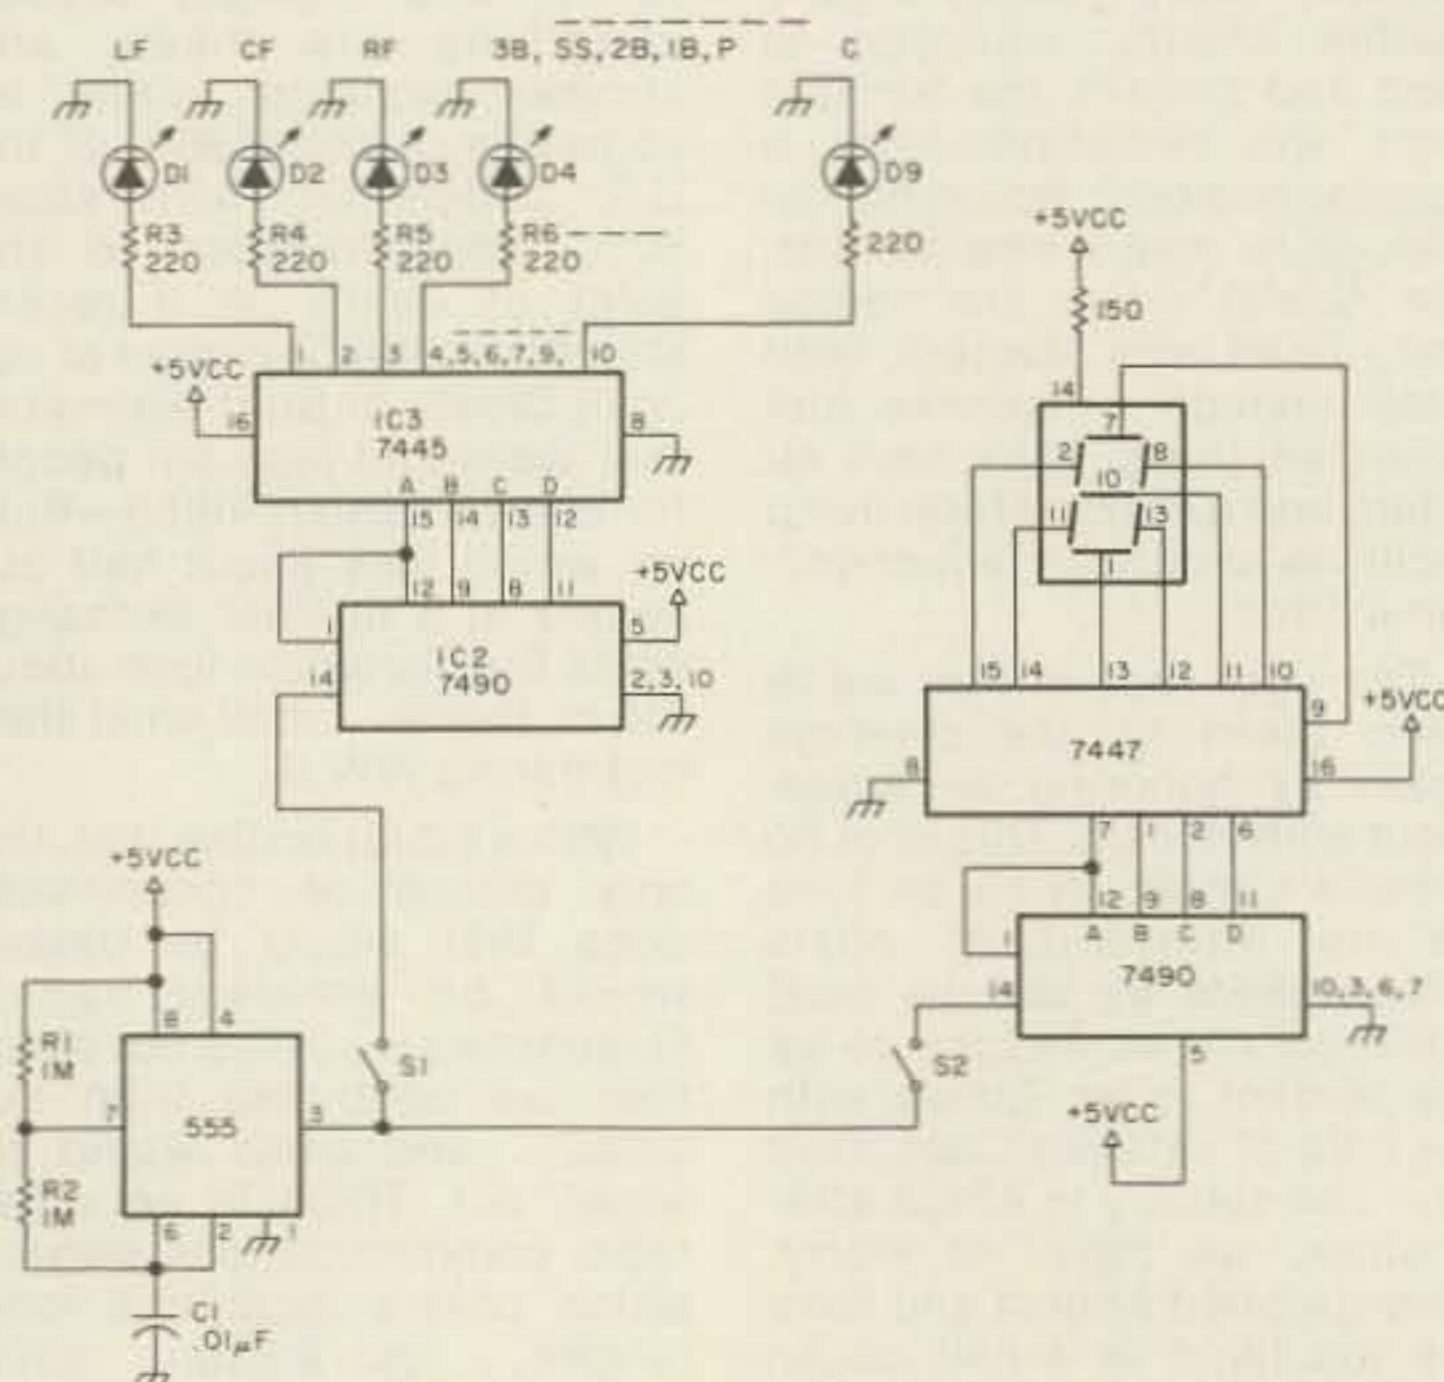 LF CF RF 3B, SS, 2B, 1B, P C
D1 D2 D3 D4 D9
R3 220
R4 220
R5 220
R6 220
220
+5VCC
150
1 2 3 4,5,6,7,9, 10
+5VCC
16
IC3
7445
8
A B C D
15 14 13 12
12 9 8 11
+5VCC
1
IC2
7490
5
14
2,3,10
14
7
2 8
10
11 13
1
15 14 13 12 11 10
9
+5VCC
7447
8
16
7 1 2 6
12 9 8 11
A B C D
1
7490
14
10,3,6,7
5
+5VCC
+5VCC
8 4
R1
1M
7
555
3
S1
S2
R2
1M
6 2 1
C1
.01µF